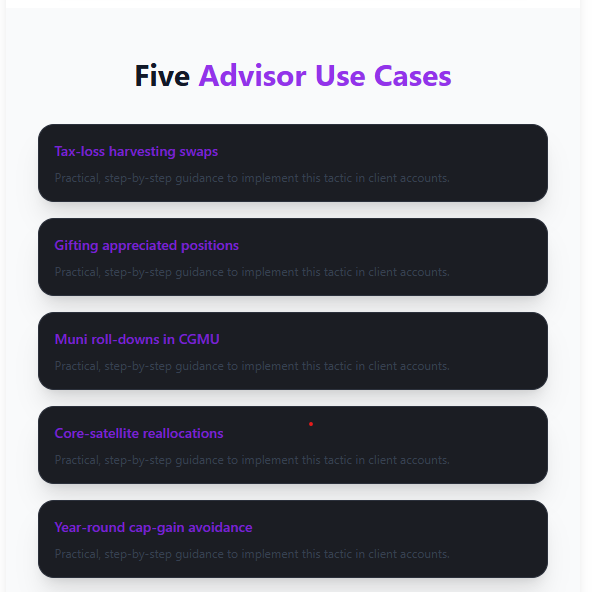 Five Advisor Use Cases
Tax-loss harvesting swaps
Practical, step-by-step guidance to implement this tactic in client accounts.
Gifting appreciated positions
Practical, step-by-step guidance to implement this tactic in client accounts.
Muni roll-downs in CGMU
Practical, step-by-step guidance to implement this tactic in client accounts.
Core-satellite reallocations
Practical, step-by-step guidance to implement this tactic in client accounts.
Year-round cap-gain avoidance
Practical, step-by-step guidance to implement this tactic in client accounts.